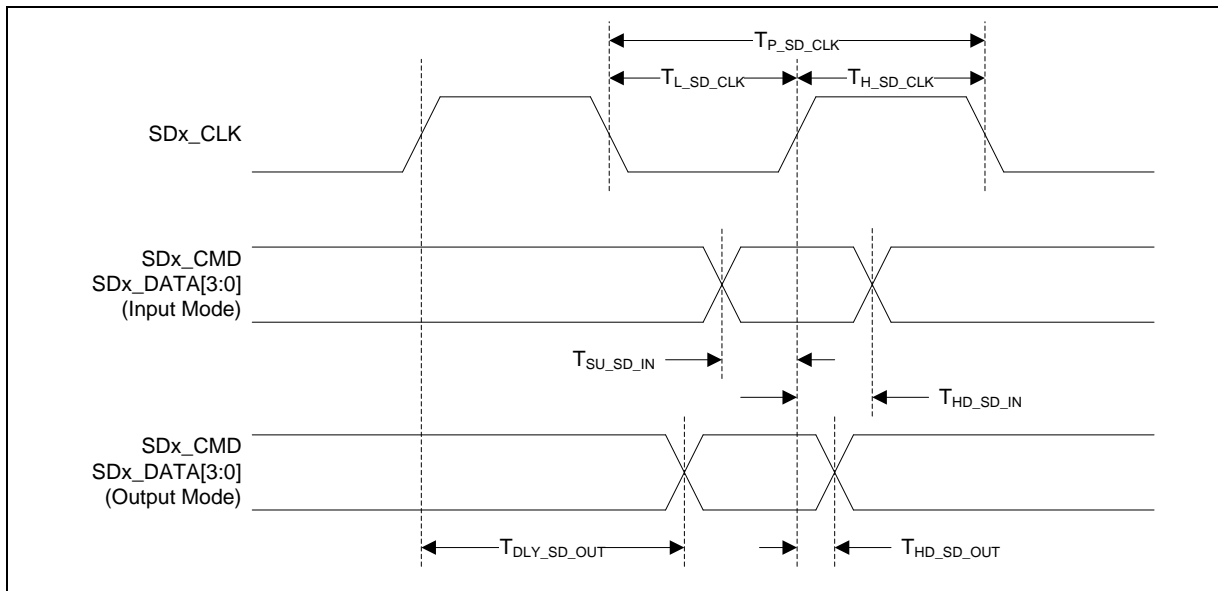 T_P_SD_CLK
T_L_SD_CLK
T_H_SD_CLK
SDx_CLK
SDx_CMD
SDx_DATA[3:0]
(Input Mode)
T_SU_SD_IN
T_HD_SD_IN
SDx_CMD
SDx_DATA[3:0]
(Output Mode)
T_DLY_SD_OUT
T_HD_SD_OUT